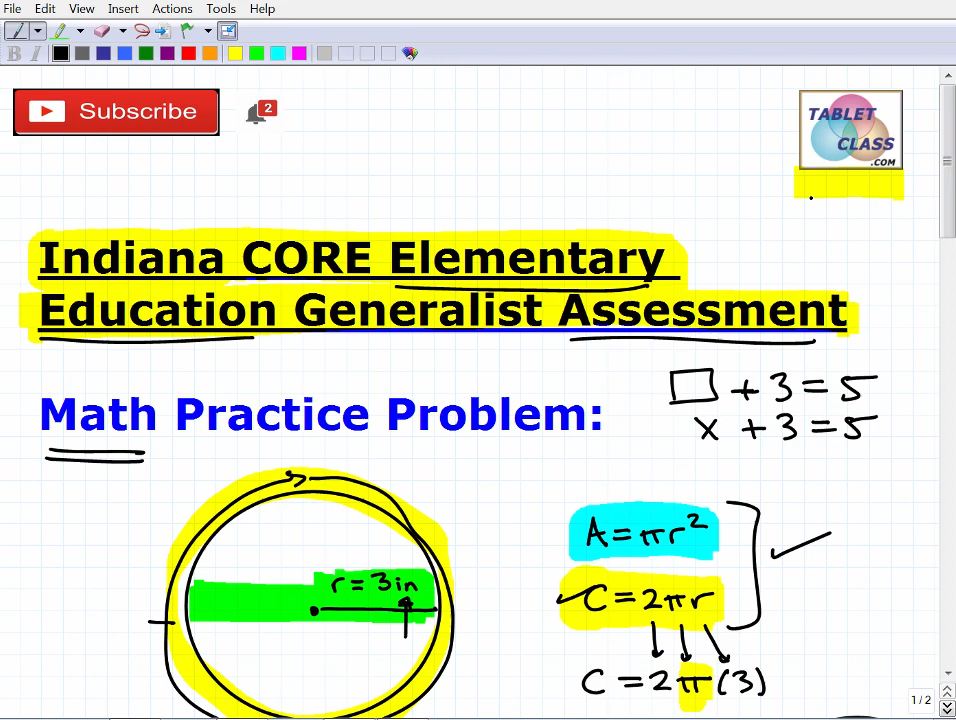 File Edit View Insert Actions Tools Help
B I
Subscribe 2
TABLET
CLASS
.COM
Indiana CORE Elementary
Education Generalist Assessment
□ + 3 = 5
Math Practice Problem:
x + 3 = 5
A = πr²
r = 3in
C = 2πr
C = 2π(3)
1 / 2